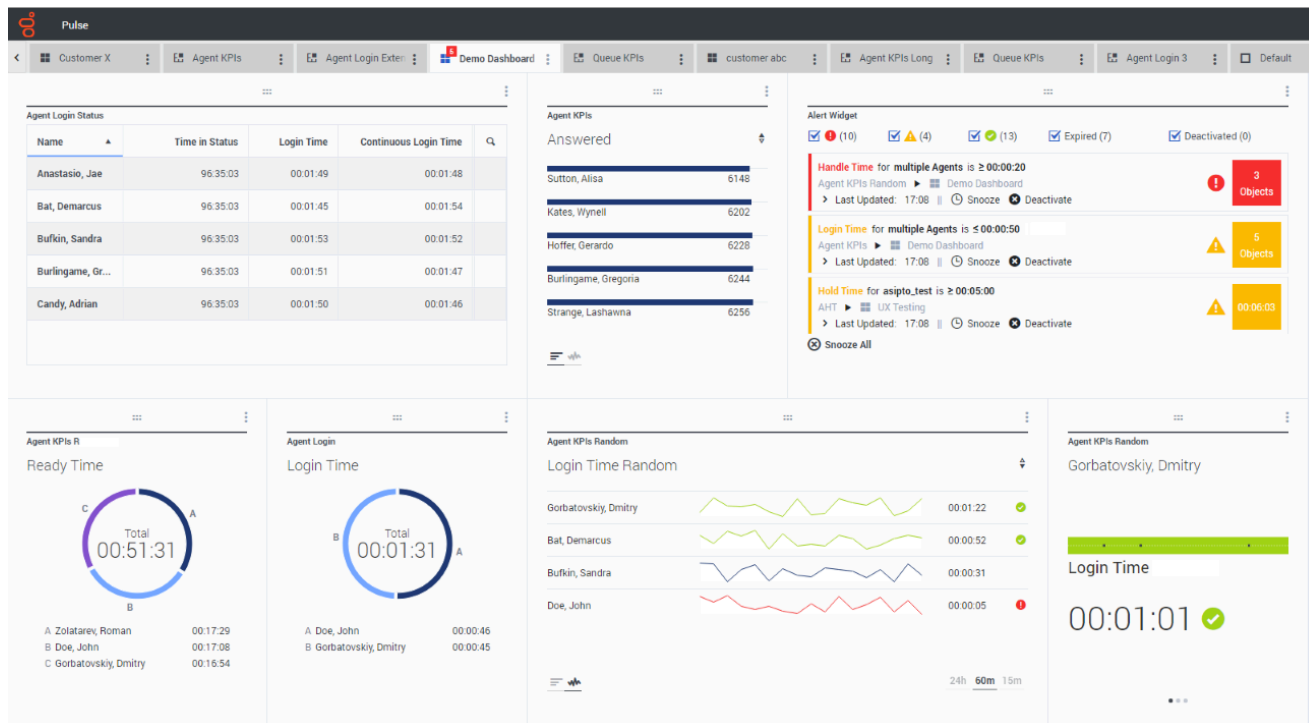 Pulse
Customer X
Agent KPIs
Agent Login Exten
5
Demo Dashboard
Queue KPIs
customer abc
Agent KPIs Long
Queue KPIs
Agent Login 3
Default
Agent Login Status
Name Time in Status Login Time Continuous Login Time
Anastasio, Jae 96:35:03 00:01:49 00:01:48
Bat, Demarcus 96:35:03 00:01:45 00:01:54
Bufkin, Sandra 96:35:03 00:01:53 00:01:52
Burlingame, Gr... 96:35:03 00:01:51 00:01:47
Candy, Adrian 96:35:03 00:01:50 00:01:46
Agent KPIs
Answered
Sutton, Alisa 6148
Kates, Wynell 6202
Hoffer, Gerardo 6228
Burlingame, Gregoria 6244
Strange, Lashawna 6256
Alert Widget
(10) (4) (13) Expired (7) Deactivated (0)
Handle Time for multiple Agents is ≥ 00:00:20
Agent KPIs Random ▶ Demo Dashboard
> Last Updated: 17:08 || Snooze Deactivate
3
Objects
Login Time for multiple Agents is ≤ 00:00:50
Agent KPIs ▶ Demo Dashboard
> Last Updated: 17:08 || Snooze Deactivate
5
Objects
Hold Time for asipto_test is ≥ 00:05:00
AHT ▶ UX Testing
> Last Updated: 17:08 || Snooze Deactivate
00:06:03
Snooze All
Agent KPIs R
Ready Time
C
A
Total
00:51:31
B
A Zolatarev, Roman 00:17:29
B Doe, John 00:17:08
C Gorbatovskiy, Dmitry 00:16:54
Agent Login
Login Time
Total
B 00:01:31 A
A Doe, John 00:00:46
B Gorbatovskiy, Dmitry 00:00:45
Agent KPIs Random
Login Time Random
Gorbatovskiy, Dmitry 00:01:22
Bat, Demarcus 00:00:52
Bufkin, Sandra 00:00:31
Doe, John 00:00:05
24h 60m 15m
Agent KPIs Random
Gorbatovskiy, Dmitry
Login Time
00:01:01